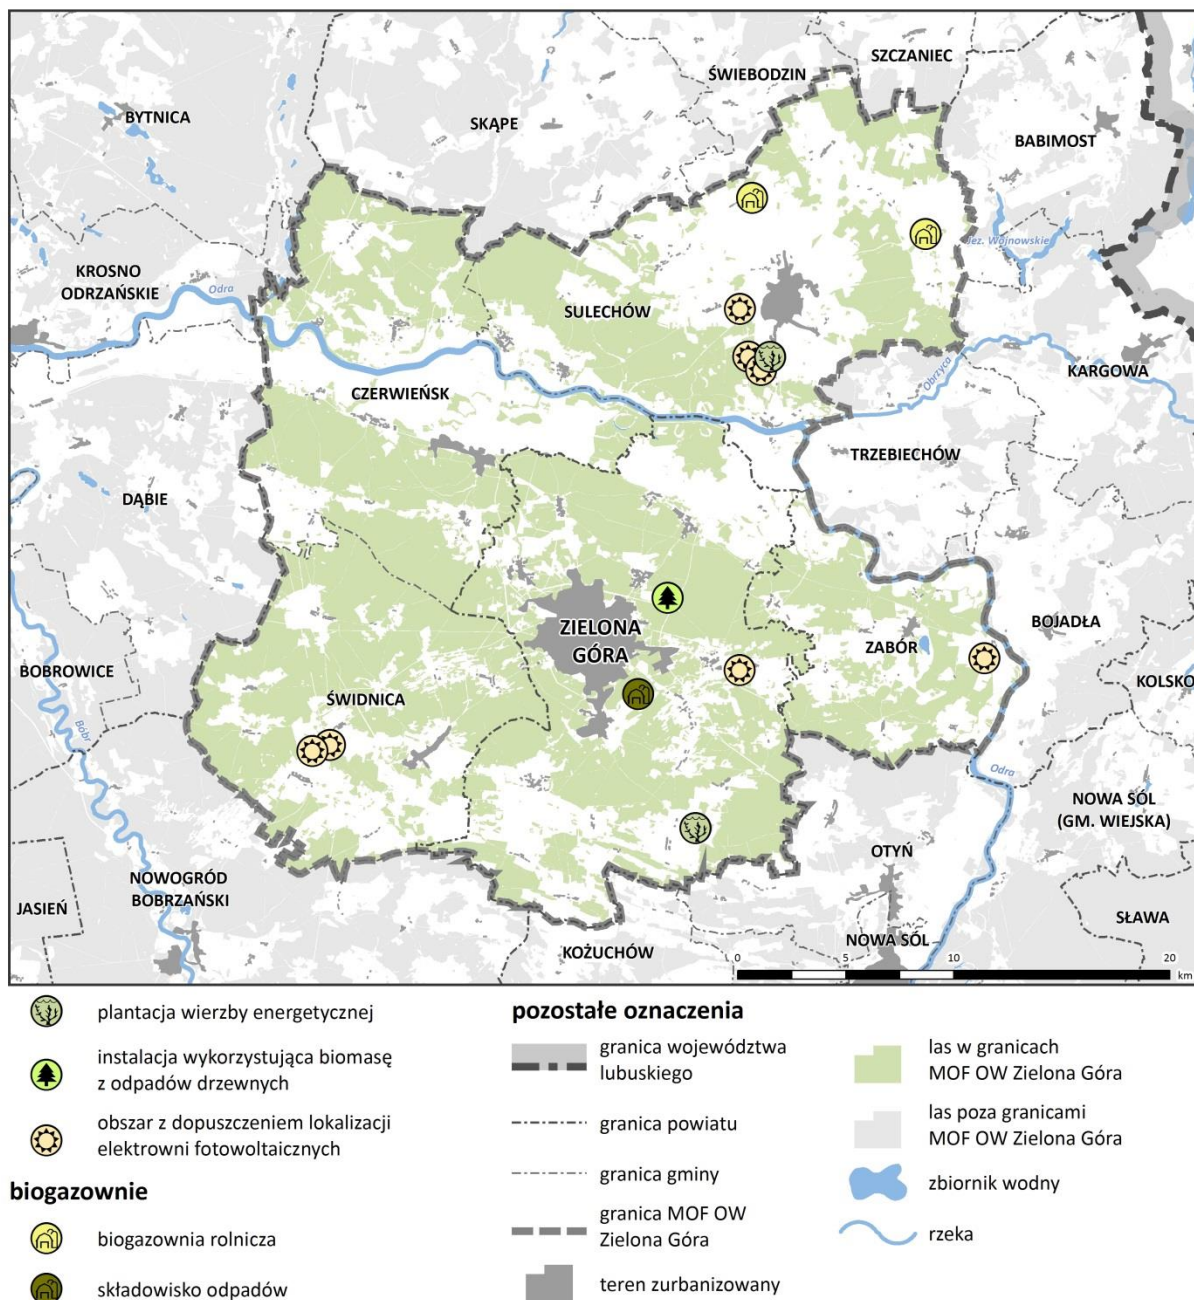 SZCZANIEC
ŚWIEBODZIN
BYTNICA
SKĄPE
BABIMOST
Jez. Wojnowskie
KROSNO
ODRZAŃSKIE
Odra
SULECHÓW
Obrzyca
KARGOWA
CZERWIEŃSK
TRZEBIECHÓW
DĄBIE
ZIELONA
GÓRA
BOJADŁA
ZABÓR
BOBROWICE
KOLSKO
ŚWIDNICA
Bóbr
Odra
NOWA SÓL
(GM. WIEJSKA)
OTYŃ
NOWOGRÓD
BOBRZAŃSKI
JASIEŃ
SŁAWA
NOWA SÓL
KOŻUCHÓW
0 5 10 20
km
plantacja wierzby energetycznej
instalacja wykorzystująca biomasę
z odpadów drzewnych
obszar z dopuszczeniem lokalizacji
elektrowni fotowoltaicznych
biogazownie
biogazownia rolnicza
składowisko odpadów
pozostałe oznaczenia
granica województwa
lubuskiego
granica powiatu
granica gminy
granica MOF OW
Zielona Góra
teren zurbanizowany
las w granicach
MOF OW Zielona Góra
las poza granicami
MOF OW Zielona Góra
zbiornik wodny
rzeka